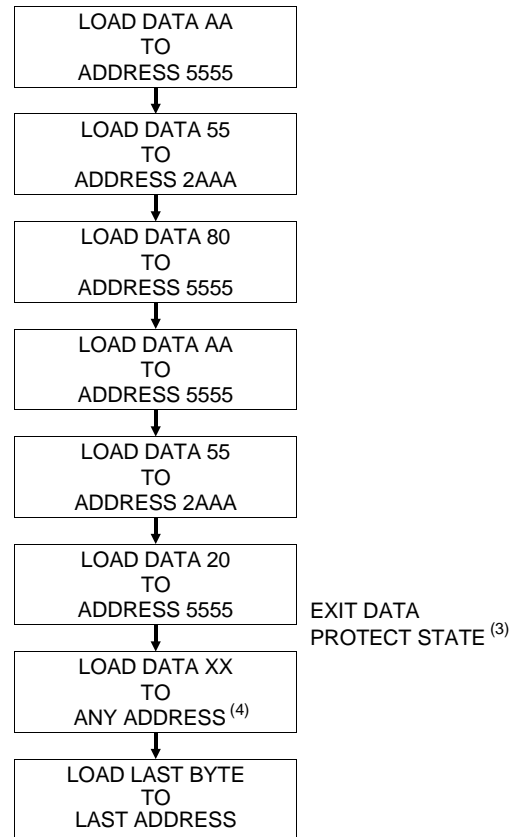 LOAD DATA AA
TO
ADDRESS 5555
LOAD DATA 55
TO
ADDRESS 2AAA
LOAD DATA 80
TO
ADDRESS 5555
LOAD DATA AA
TO
ADDRESS 5555
LOAD DATA 55
TO
ADDRESS 2AAA
LOAD DATA 20
TO
ADDRESS 5555
EXIT DATA
PROTECT STATE (3)
LOAD DATA XX
TO
ANY ADDRESS (4)
LOAD LAST BYTE
TO
LAST ADDRESS